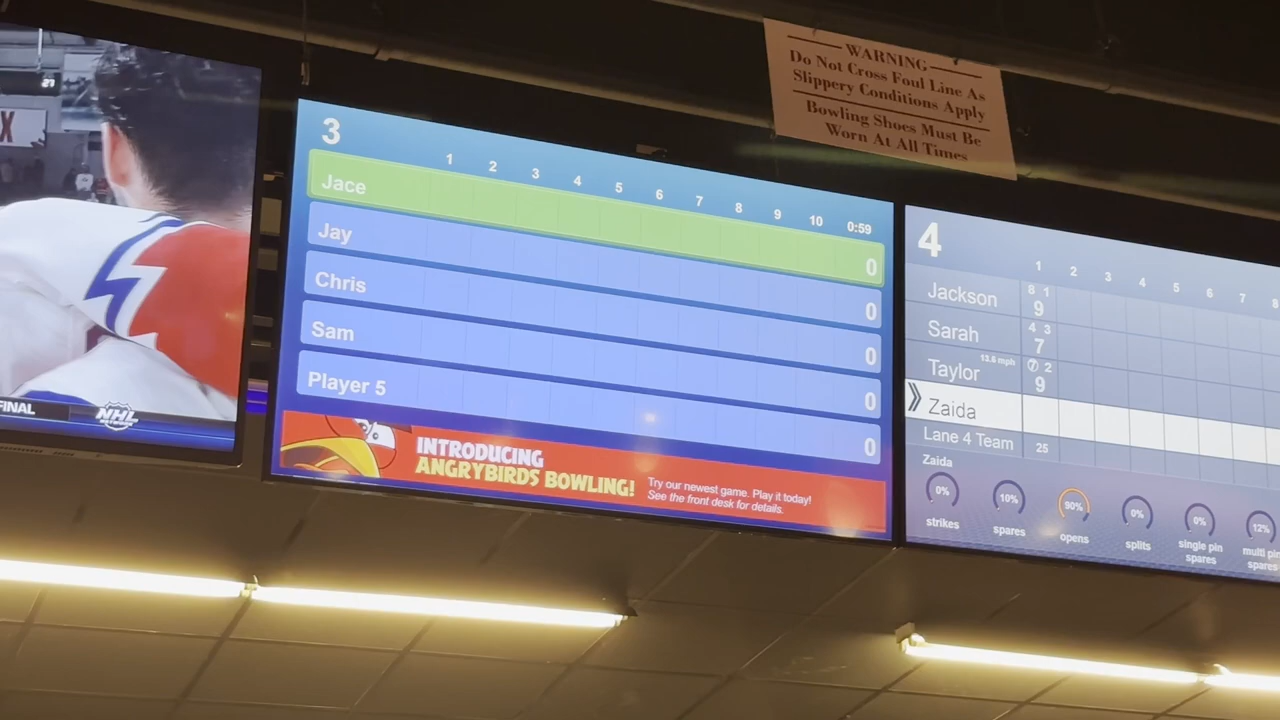 WARNING
Do Not Cross Foul Line As
Slippery Conditions Apply
Bowling Shoes Must Be
Worn At All Times
21
X
FINAL
NHL
NETWORK
3
1 2 3 4 5 6 7 8 9 10 0:59
Jace 0
Jay 0
Chris 0
Sam 0
Player 5 0
INTRODUCING
ANGRYBIRDS BOWLING!
Try our newest game. Play it today!
See the front desk for details.
4
1 2 3 4 5 6 7 8
Jackson 8 1
9
Sarah 4 3
7
Taylor 13.6 mph 7 2
9
Zaida
Lane 4 Team 25
Zaida
0% 10% 90% 0% 0% 12%
strikes spares opens splits single pin spares multi pin spares